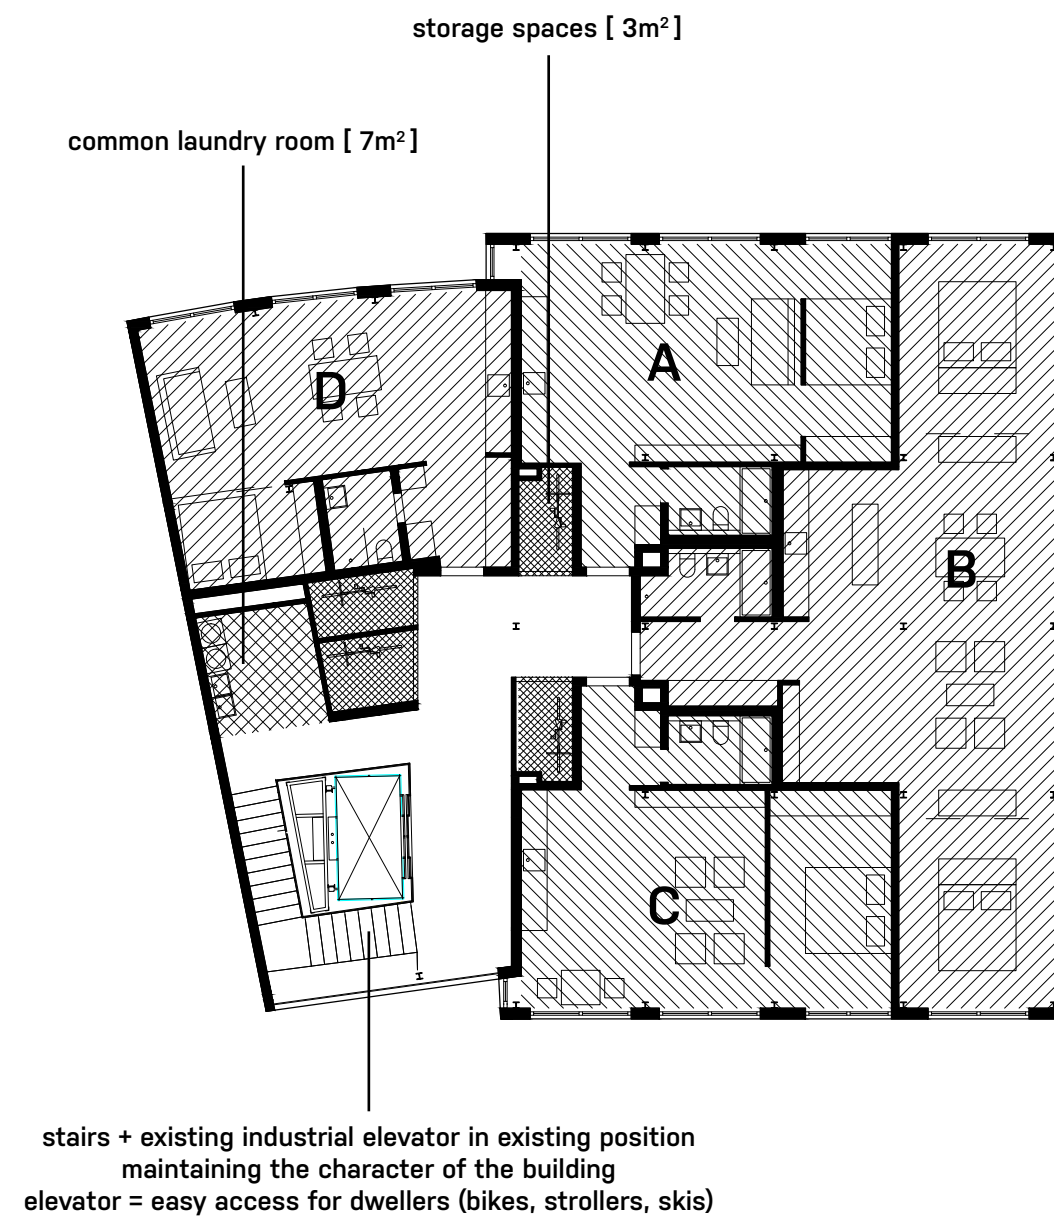 storage spaces [ 3m² ]
common laundry room [ 7m² ]
A
D
B
C
stairs + existing industrial elevator in existing position
maintaining the character of the building
elevator = easy access for dwellers (bikes, strollers, skis)